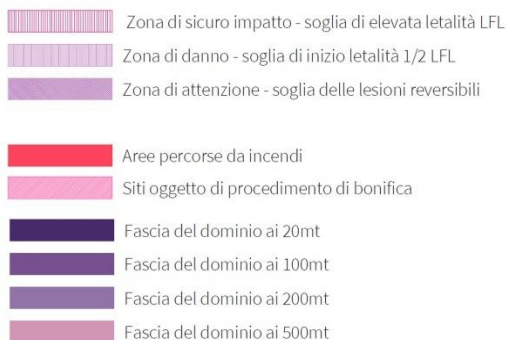 Zona di sicuro impatto - soglia di elevata letalità LFL
Zona di danno - soglia di inizio letalità 1/2 LFL
Zona di attenzione - soglia delle lesioni reversibili
Aree percorse da incendi
Siti oggetto di procedimento di bonifica
Fascia del dominio ai 20mt
Fascia del dominio ai 100mt
Fascia del dominio ai 200mt
Fascia del dominio ai 500mt